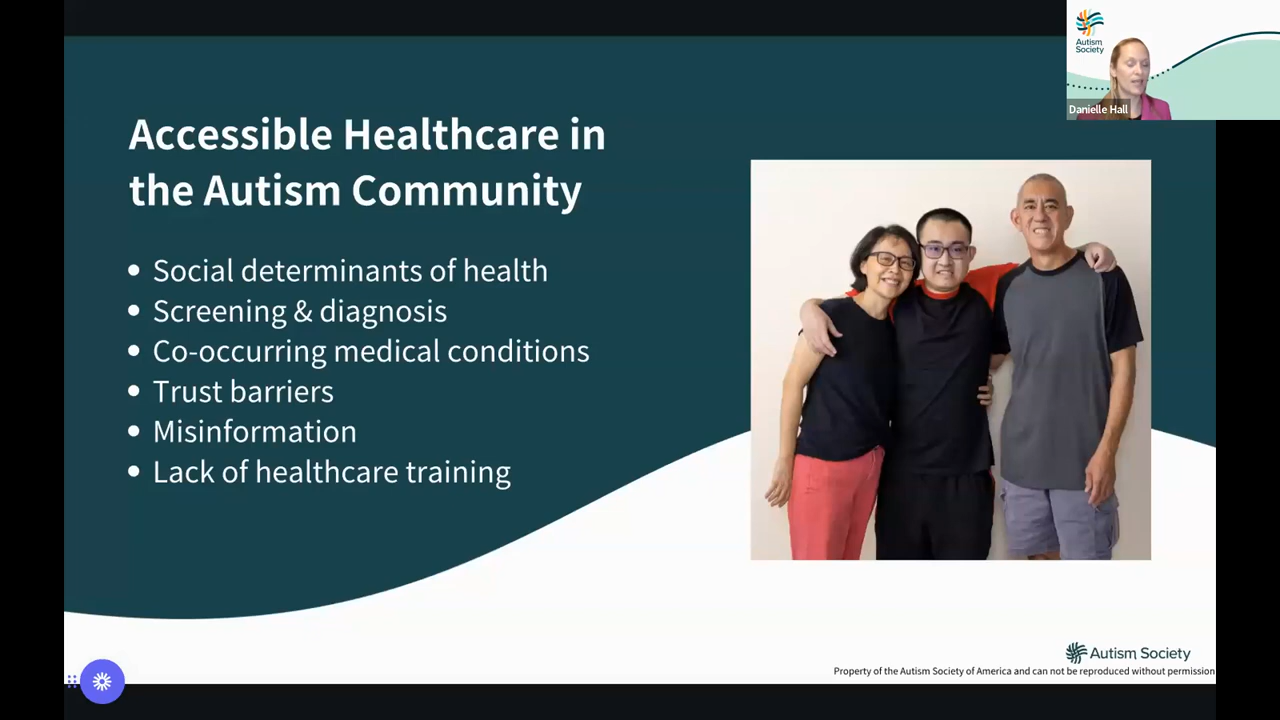 Accessible Healthcare in
the Autism Community
• Social determinants of health
• Screening & diagnosis
• Co-occurring medical conditions
• Trust barriers
• Misinformation
• Lack of healthcare training
Autism
Society
Danielle Hall
Autism Society
Property of the Autism Society of America and can not be reproduced without permission